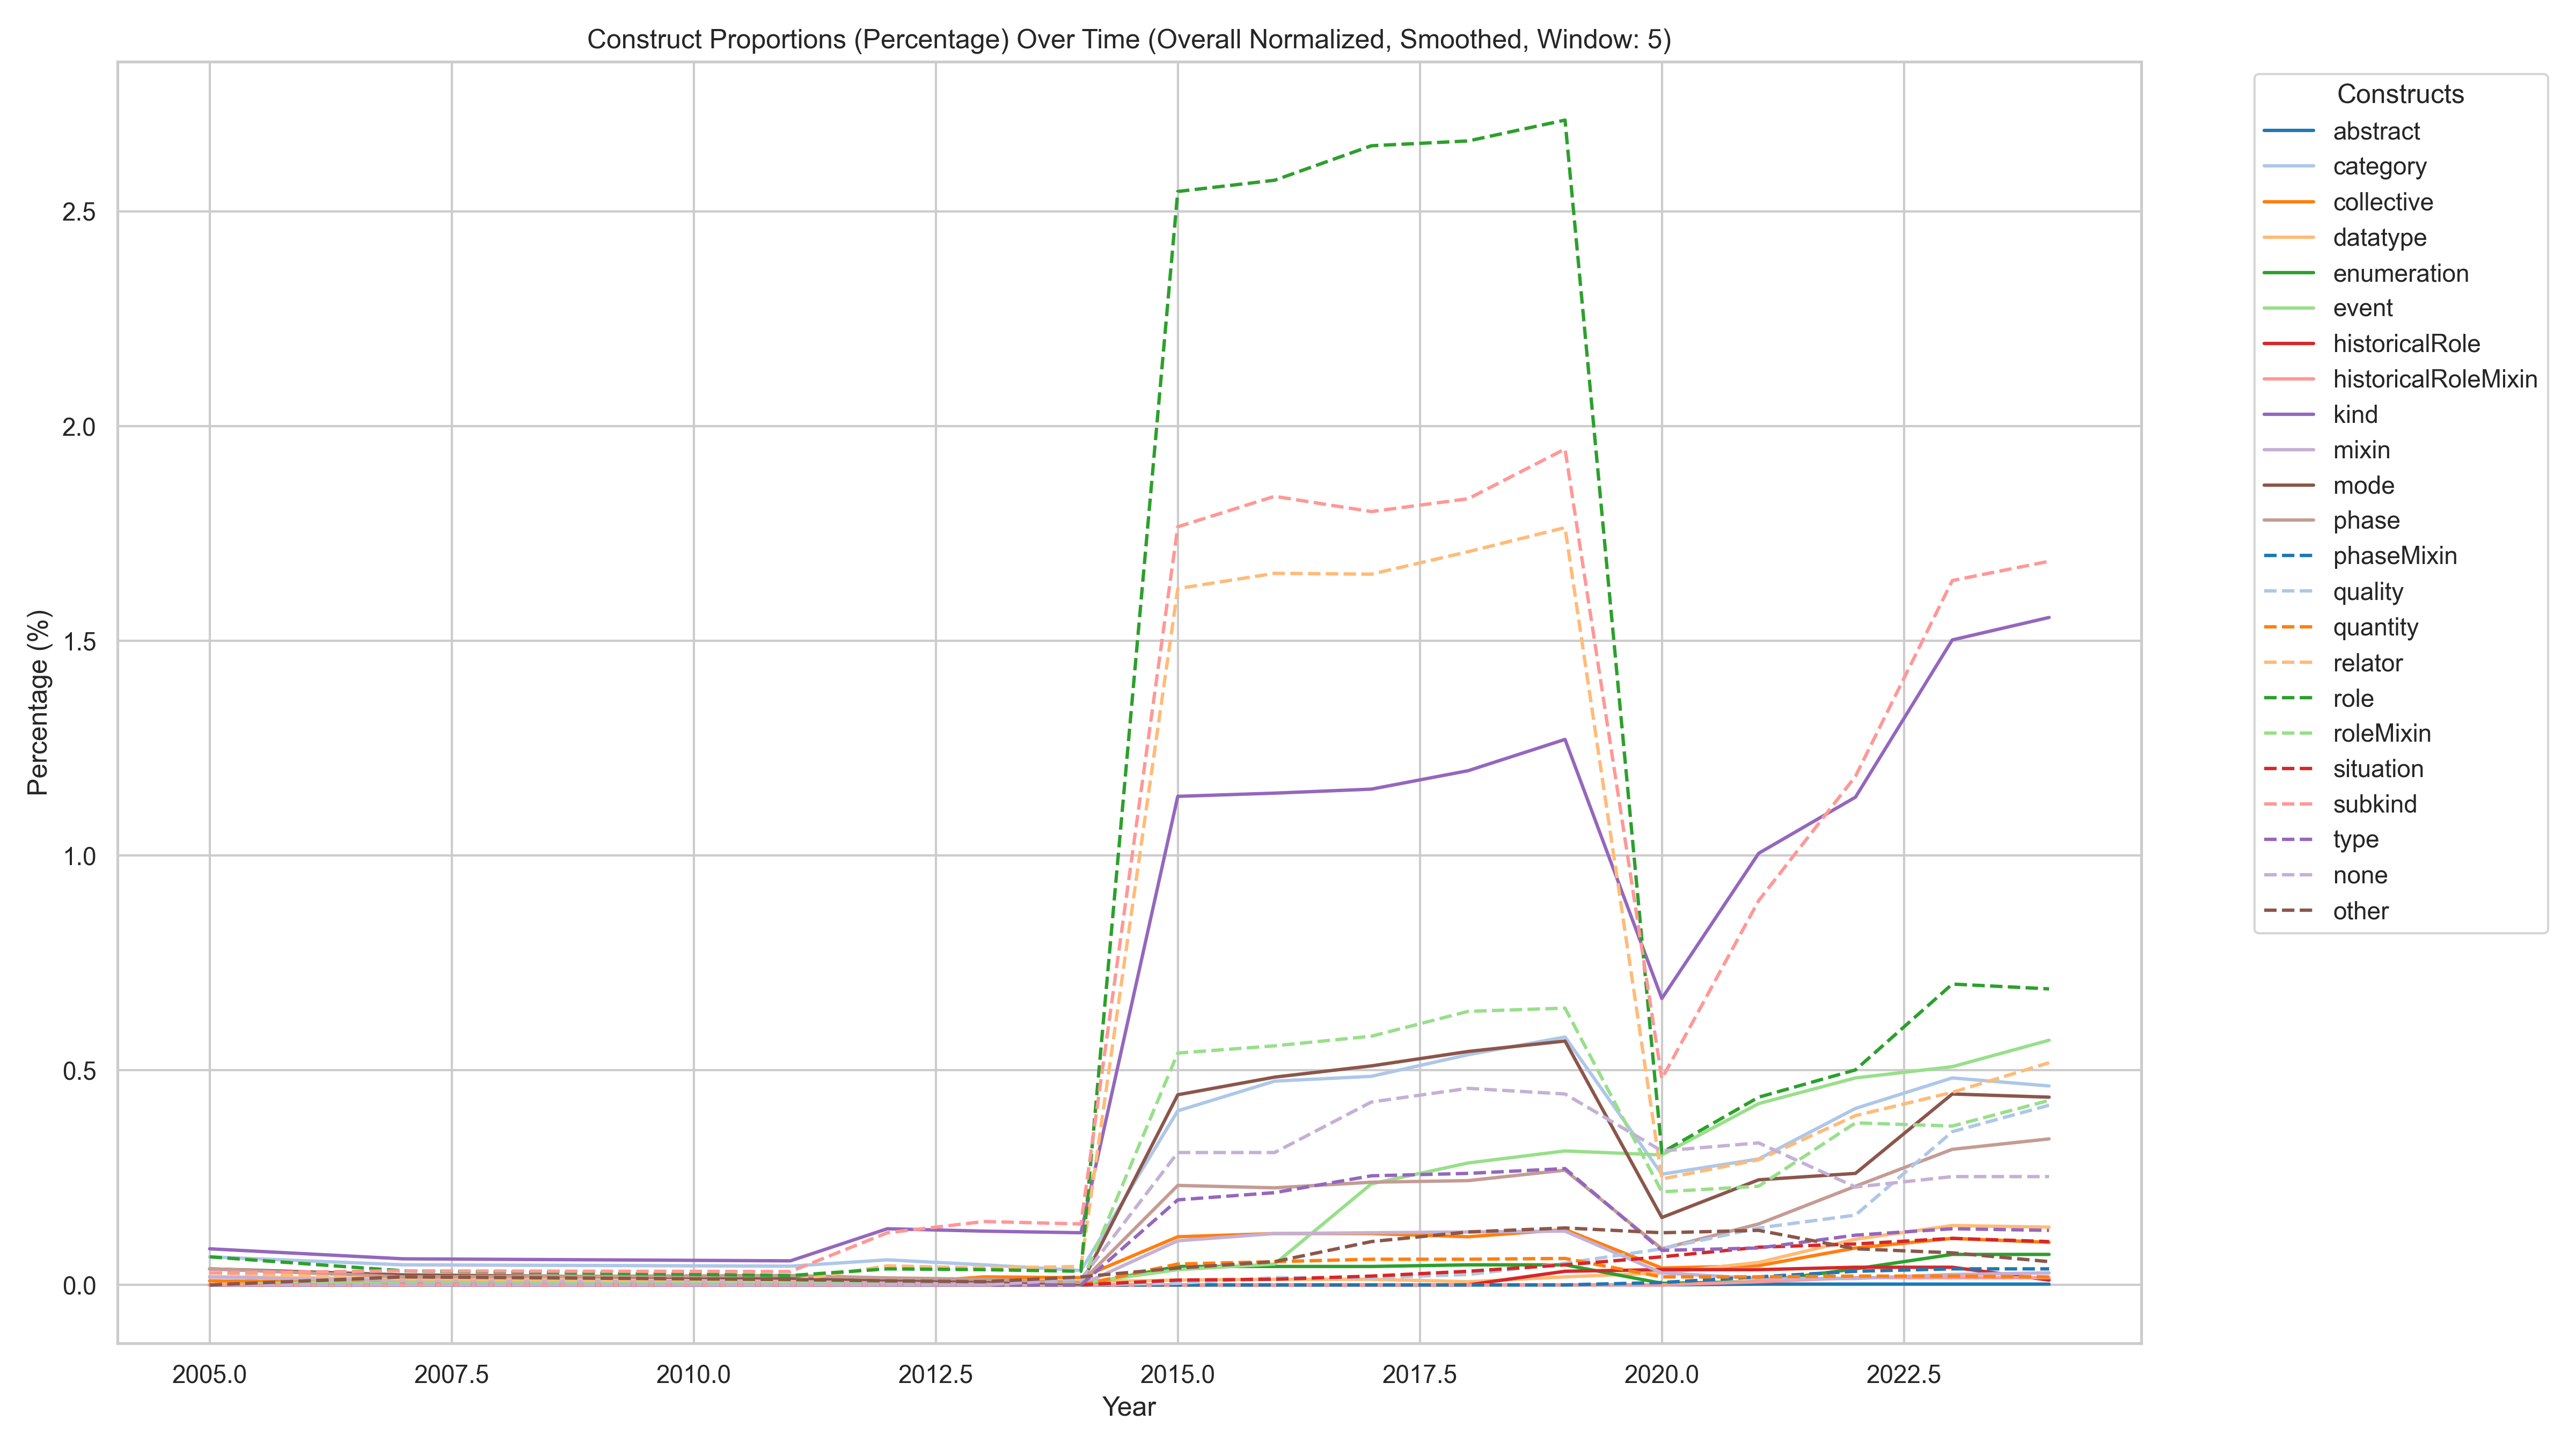 Construct Proportions (Percentage) Over Time (Overall Normalized, Smoothed, Window: 5)
Percentage (%)
2.5
2.0
1.5
1.0
0.5
0.0
2005.0
2007.5
2010.0
2012.5
2015.0
2017.5
2020.0
2022.5
Year
Constructs
abstract
category
collective
datatype
enumeration
event
historicalRole
historicalRoleMixin
kind
mixin
mode
phase
phaseMixin
quality
quantity
relator
role
roleMixin
situation
subkind
type
none
other